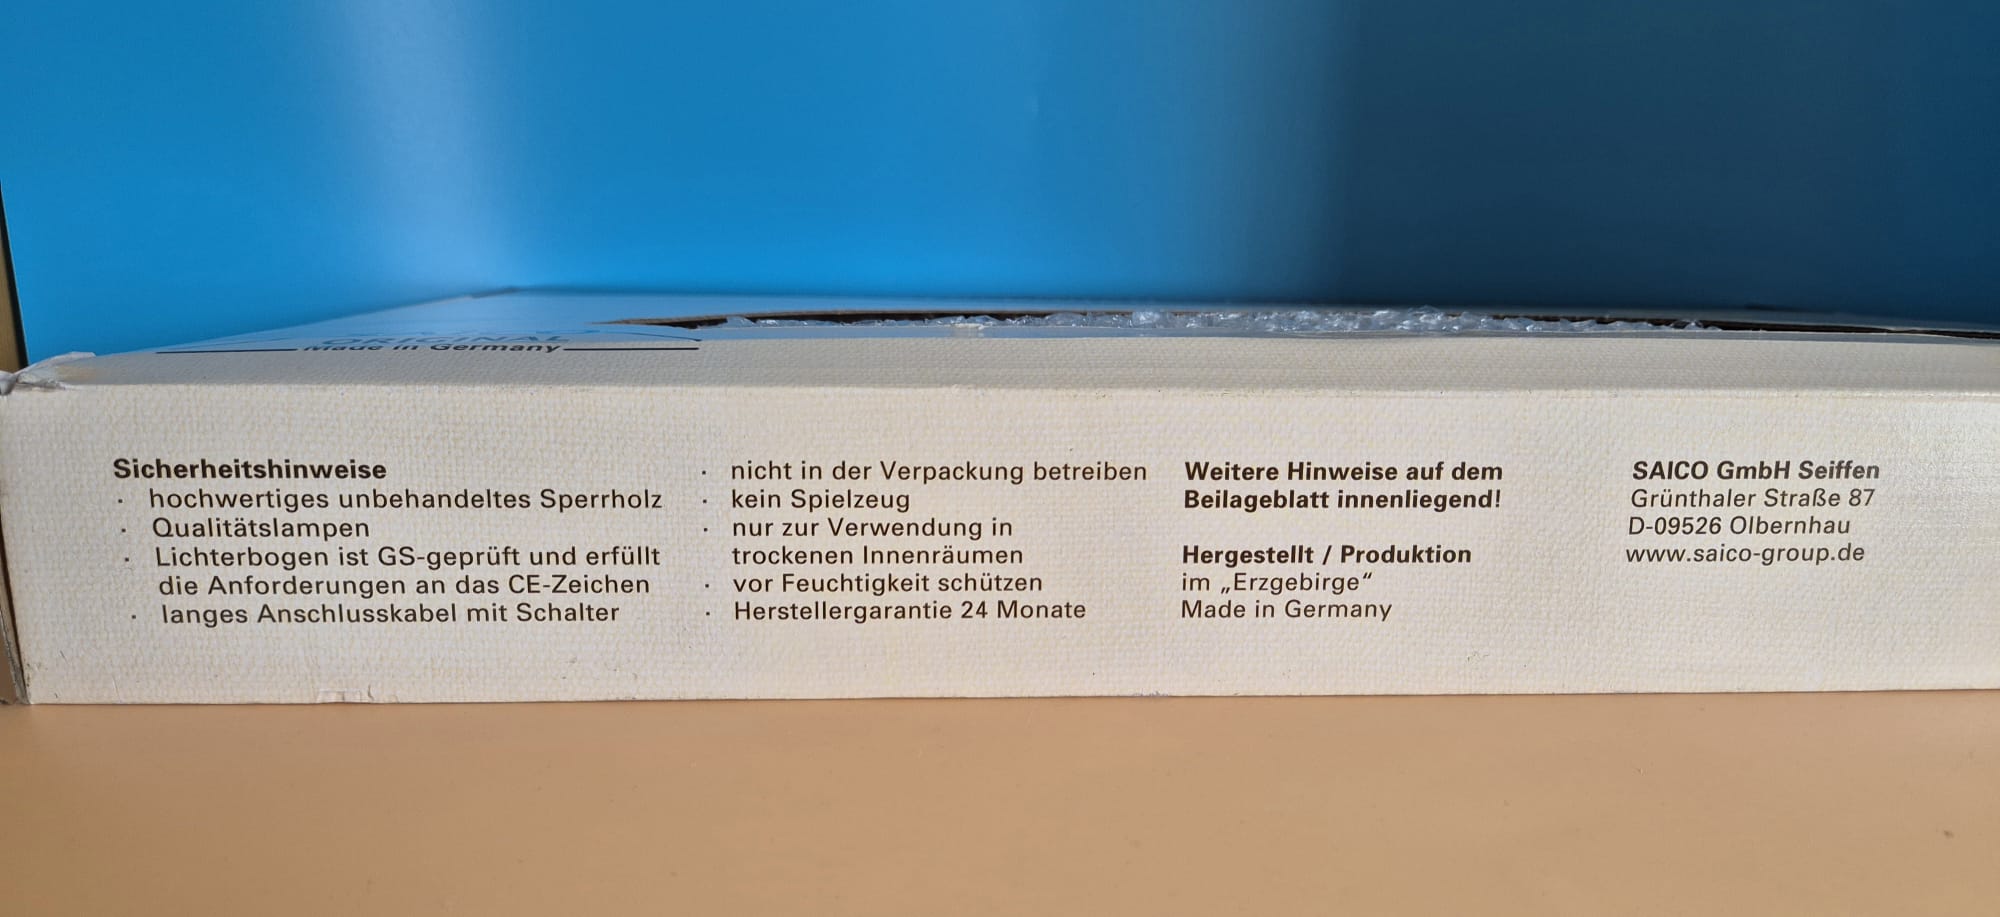 ORIGINAL
Made in Germany
Sicherheitshinweise
· hochwertiges unbehandeltes Sperrholz
· Qualitätslampen
· Lichterbogen ist GS-geprüft und erfüllt
die Anforderungen an das CE-Zeichen
· langes Anschlusskabel mit Schalter
· nicht in der Verpackung betreiben
· kein Spielzeug
· nur zur Verwendung in
trockenen Innenräumen
· vor Feuchtigkeit schützen
· Herstellergarantie 24 Monate
Weitere Hinweise auf dem
Beilageblatt innenliegend!
Hergestellt / Produktion
im „Erzgebirge“
Made in Germany
SAICO GmbH Seiffen
Grünthaler Straße 87
D-09526 Olbernhau
www.saico-group.de